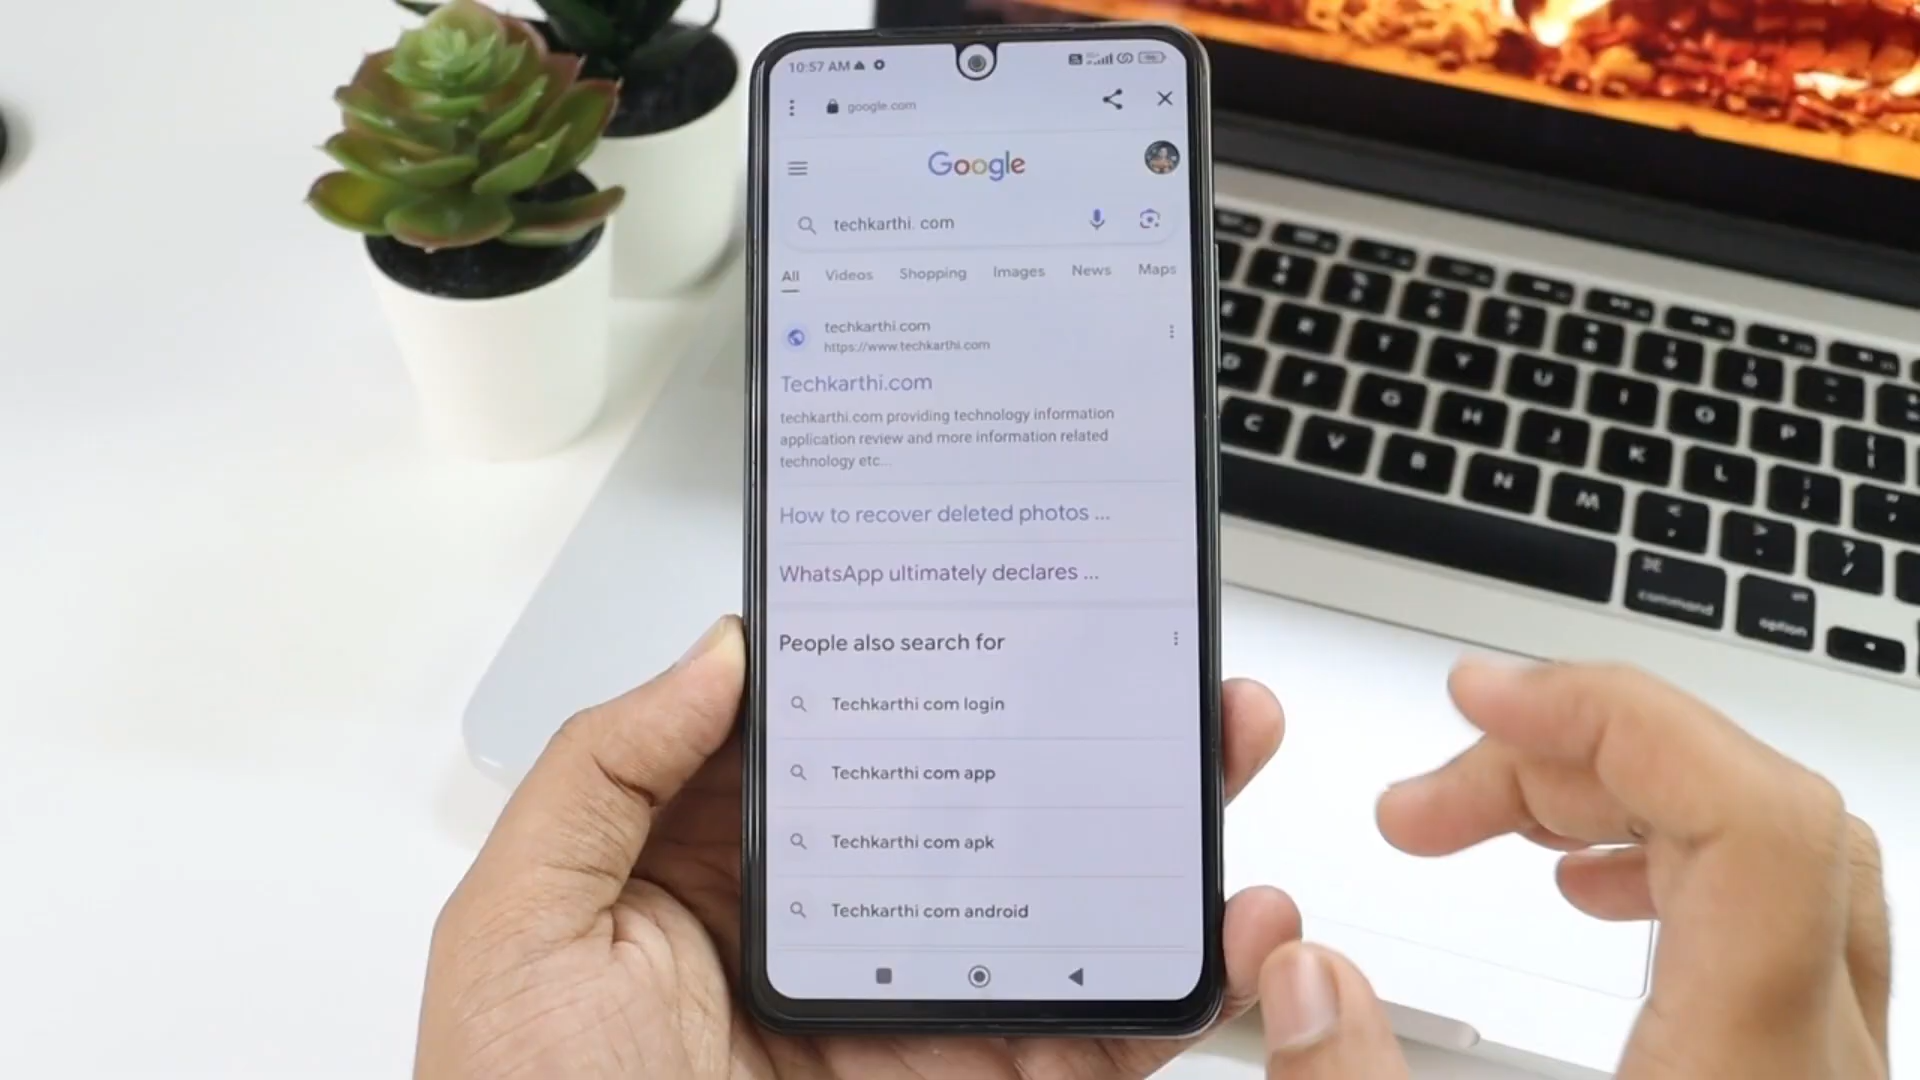 10:57 AM
google.com
Google
techkarthi. com
All Videos Shopping Images News Maps
techkarthi.com
https://www.techkarthi.com
Techkarthi.com
techkarthi.com providing technology information
application review and more information related
technology etc...
How to recover deleted photos ...
WhatsApp ultimately declares ...
People also search for
Techkarthi com login
Techkarthi com app
Techkarthi com apk
Techkarthi com android
R T Y U I O P
D F G H J K L
C V B N M
command option